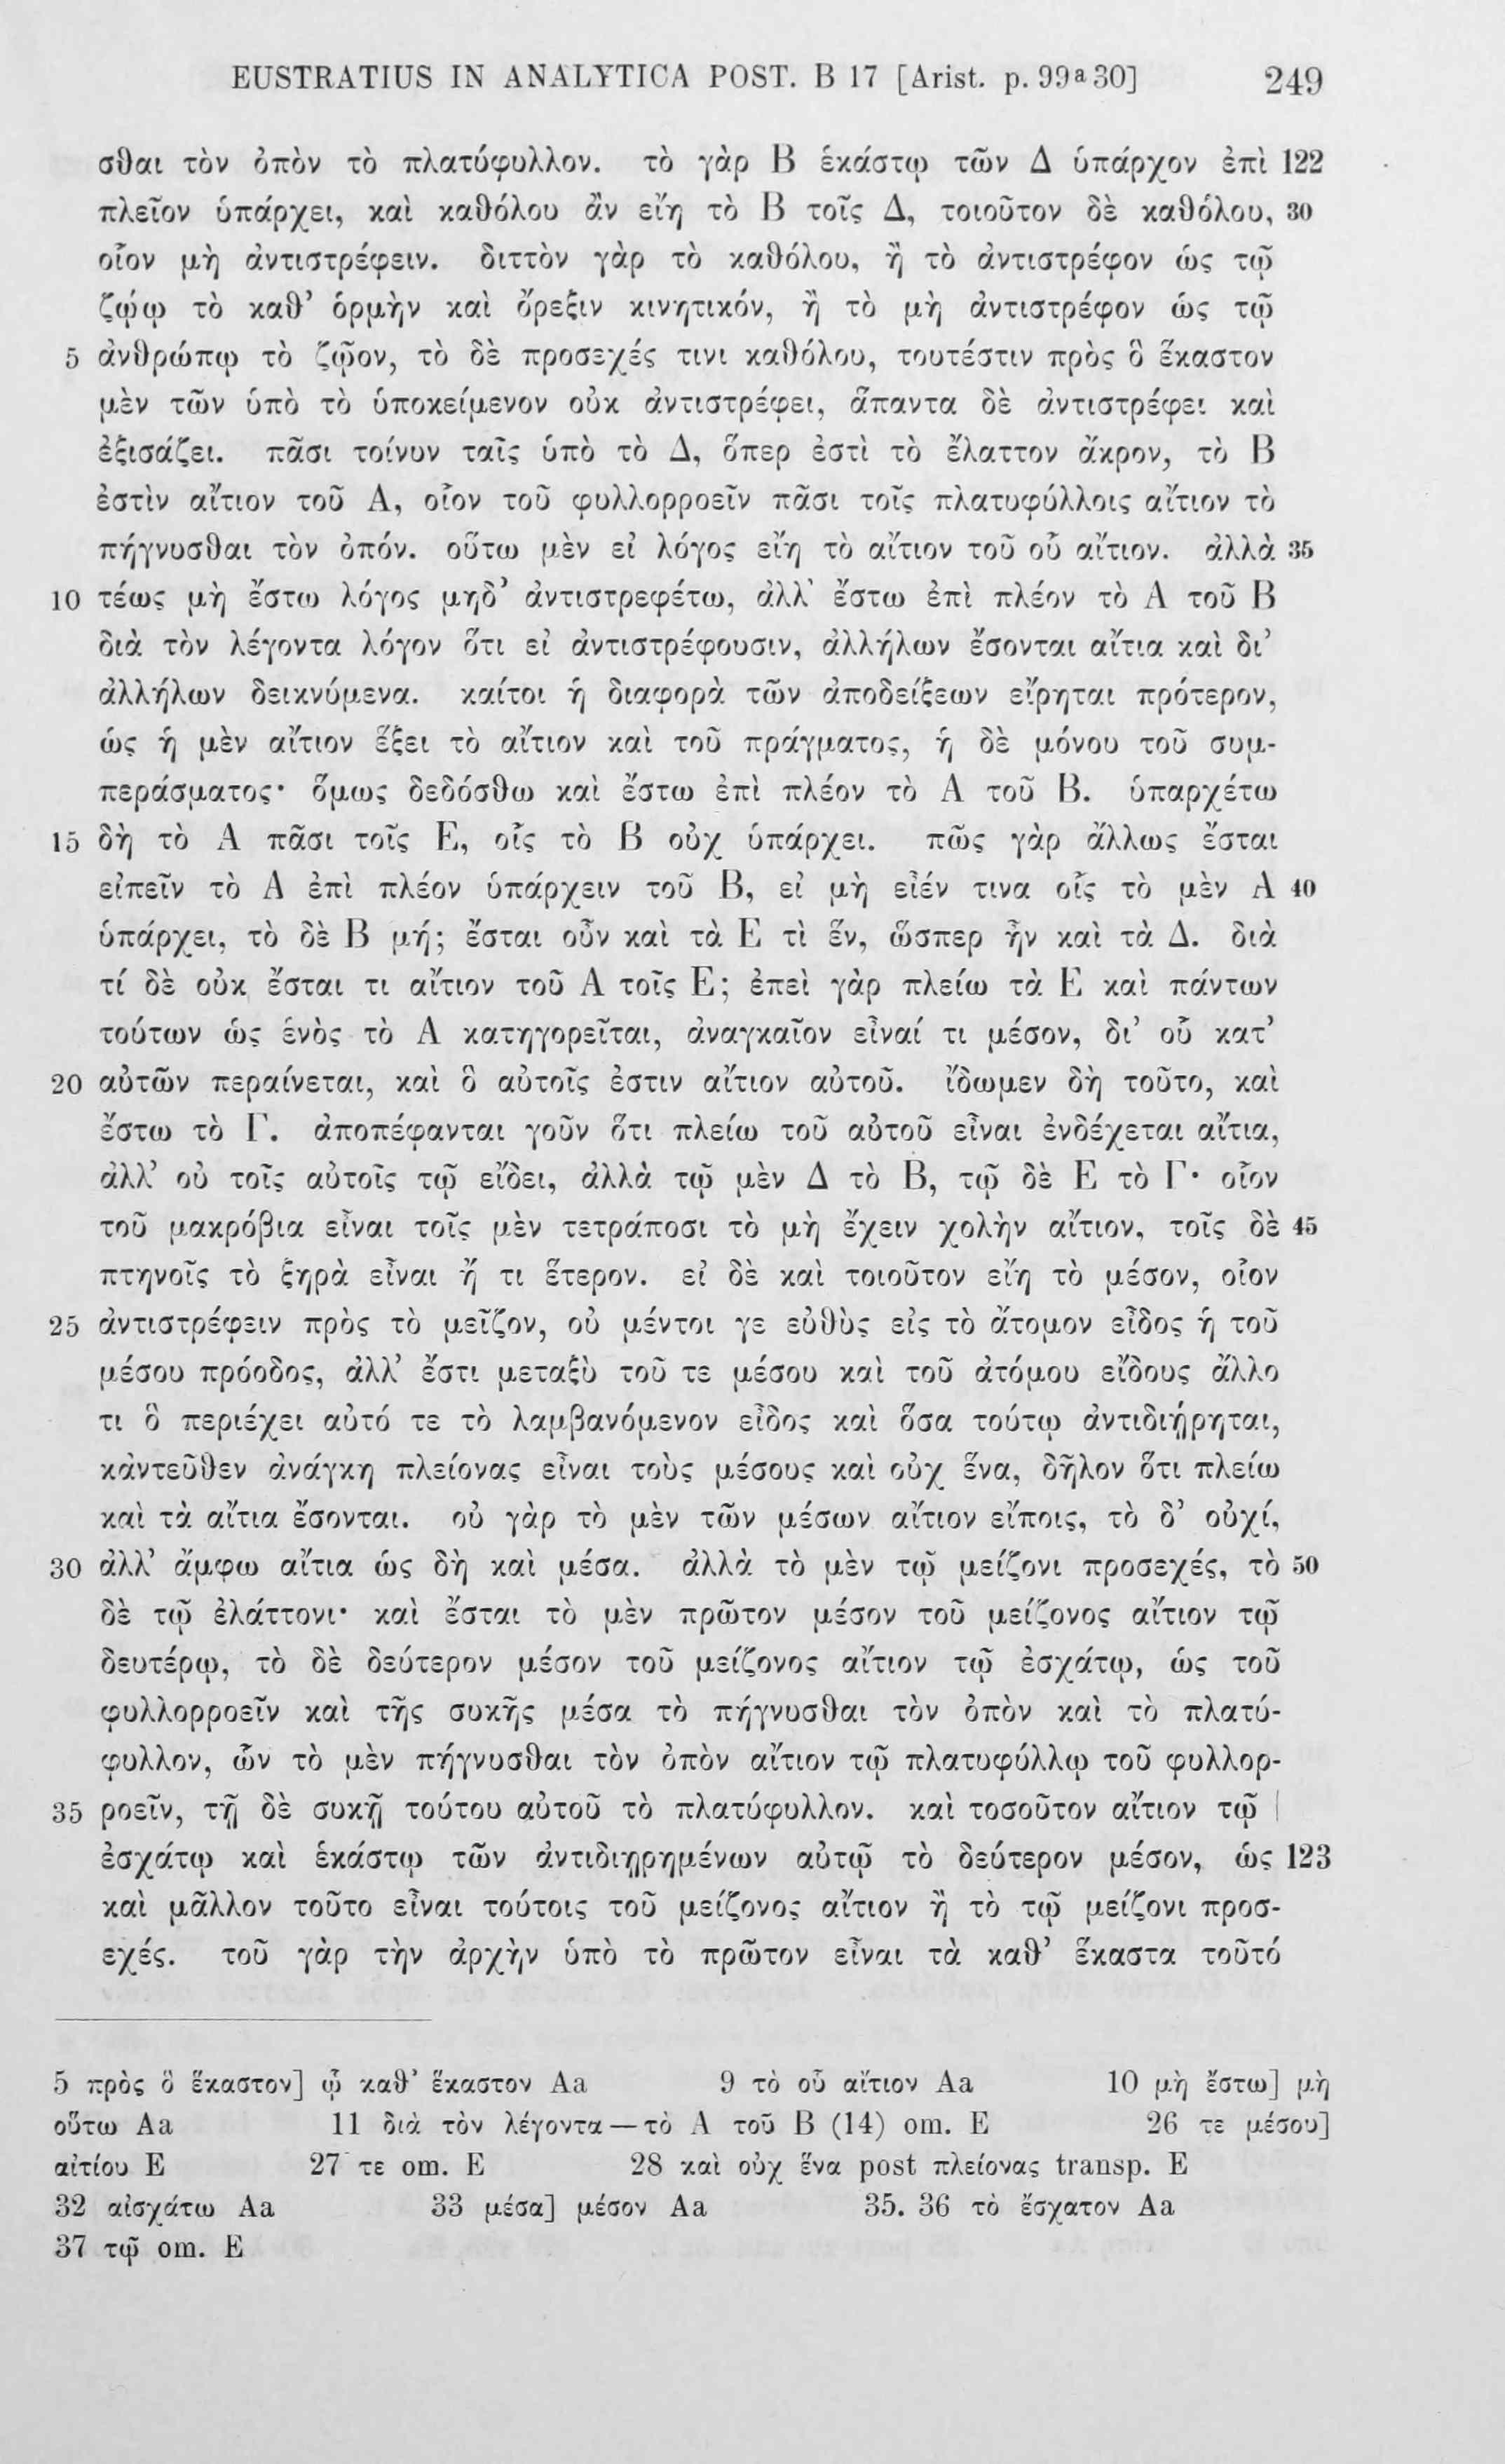 EUSTRATIUS IN ANALYTICA POST. B 17 [Arist. p. 99ᵃ30] 249
σθαι τὸν ὀπὸν τὸ πλατύφυλλον. τὸ γὰρ Β ἑκάστῳ τῶν Δ ὑπάρχον ἐπὶ 122
πλεῖον ὑπάρχει, καὶ καθόλου ἂν εἴη τὸ Β τοῖς Δ, τοιοῦτον δὲ καθόλου, 30
οἷον μὴ ἀντιστρέφειν. διττὸν γὰρ τὸ καθόλου, ἢ τὸ ἀντιστρέφον ὡς τῷ
ζῴῳ τὸ καθ’ ὁρμὴν καὶ ὄρεξιν κινητικόν, ἢ τὸ μὴ ἀντιστρέφον ὡς τῷ
5 ἀνθρώπῳ τὸ ζῷον, τὸ δὲ προσεχές τινι καθόλου, τουτέστιν πρὸς ὃ ἕκαστον
μὲν τῶν ὑπὸ τὸ ὑποκείμενον οὐκ ἀντιστρέφει, ἅπαντα δὲ ἀντιστρέφει καὶ
ἐξισάζει. πᾶσι τοίνυν ταῖς ὑπὸ τὸ Δ, ὅπερ ἐστὶ τὸ ἔλαττον ἄκρον, τὸ Β
ἐστὶν αἴτιον τοῦ Α, οἷον τοῦ φυλλορροεῖν πᾶσι τοῖς πλατυφύλλοις αἴτιον τὸ
πήγνυσθαι τὸν ὀπόν. οὕτω μὲν εἰ λόγος εἴη τὸ αἴτιον τοῦ οὗ αἴτιον. ἀλλὰ 35
10 τέως μὴ ἔστω λόγος μηδ’ ἀντιστρεφέτω, ἀλλ’ ἔστω ἐπὶ πλέον τὸ Α τοῦ Β
διὰ τὸν λέγοντα λόγον ὅτι εἰ ἀντιστρέφουσιν, ἀλλήλων ἔσονται αἴτια καὶ δι’
ἀλλήλων δεικνύμενα. καίτοι ἡ διαφορὰ τῶν ἀποδείξεων εἴρηται πρότερον,
ὡς ἡ μὲν αἴτιον ἕξει τὸ αἴτιον καὶ τοῦ πράγματος, ἡ δὲ μόνου τοῦ συμ-
περάσματος· ὅμως δεδόσθω καὶ ἔστω ἐπὶ πλέον τὸ Α τοῦ Β. ὑπαρχέτω
15 δὴ τὸ Α πᾶσι τοῖς Ε, οἷς τὸ Β οὐχ ὑπάρχει. πῶς γὰρ ἄλλως ἔσται
εἰπεῖν τὸ Α ἐπὶ πλέον ὑπάρχειν τοῦ Β, εἰ μὴ εἶέν τινα οἷς τὸ μὲν Α 40
ὑπάρχει, τὸ δὲ Β μή; ἔσται οὖν καὶ τὰ Ε τὶ ἕν, ὥσπερ ἦν καὶ τὰ Δ. διὰ
τί δὲ οὐκ ἔσται τι αἴτιον τοῦ Α τοῖς Ε; ἐπεὶ γὰρ πλείω τὰ Ε καὶ πάντων
τούτων ὡς ἑνὸς τὸ Α κατηγορεῖται, ἀναγκαῖον εἶναί τι μέσον, δι’ οὗ κατ’
20 αὐτῶν περαίνεται, καὶ ὃ αὐτοῖς ἐστιν αἴτιον αὐτοῦ. ἴδωμεν δὴ τοῦτο, καὶ
ἔστω τὸ Γ. ἀποπέφανται γοῦν ὅτι πλείω τοῦ αὐτοῦ εἶναι ἐνδέχεται αἴτια,
ἀλλ’ οὐ τοῖς αὐτοῖς τῷ εἴδει, ἀλλὰ τῷ μὲν Δ τὸ Β, τῷ δὲ Ε τὸ Γ· οἷον
τοῦ μακρόβια εἶναι τοῖς μὲν τετράποσι τὸ μὴ ἔχειν χολὴν αἴτιον, τοῖς δὲ 45
πτηνοῖς τὸ ξηρὰ εἶναι ἤ τι ἕτερον. εἰ δὲ καὶ τοιοῦτον εἴη τὸ μέσον, οἷον
25 ἀντιστρέφειν πρὸς τὸ μεῖζον, οὐ μέντοι γε εὐθὺς εἰς τὸ ἄτομον εἶδος ἡ τοῦ
μέσου πρόοδος, ἀλλ’ ἔστι μεταξὺ τοῦ τε μέσου καὶ τοῦ ἀτόμου εἴδους ἄλλο
τι ὃ περιέχει αὐτό τε τὸ λαμβανόμενον εἶδος καὶ ὅσα τούτῳ ἀντιδιῄρηται,
κἀντεῦθεν ἀνάγκη πλείονας εἶναι τοὺς μέσους καὶ οὐχ ἕνα, δῆλον ὅτι πλείω
καὶ τὰ αἴτια ἔσονται. οὐ γὰρ τὸ μὲν τῶν μέσων αἴτιον εἴποις, τὸ δ’ οὐχί,
30 ἀλλ’ ἄμφω αἴτια ὡς δὴ καὶ μέσα. ἀλλὰ τὸ μὲν τῷ μείζονι προσεχές, τὸ 50
δὲ τῷ ἐλάττονι· καὶ ἔσται τὸ μὲν πρῶτον μέσον τοῦ μείζονος αἴτιον τῷ
δευτέρῳ, τὸ δὲ δεύτερον μέσον τοῦ μείζονος αἴτιον τῷ ἐσχάτῳ, ὡς τοῦ
φυλλορροεῖν καὶ τῆς συκῆς μέσα τὸ πήγνυσθαι τὸν ὀπὸν καὶ τὸ πλατύ-
φυλλον, ὧν τὸ μὲν πήγνυσθαι τὸν ὀπὸν αἴτιον τῷ πλατυφύλλῳ τοῦ φυλλορ-
35 ροεῖν, τῇ δὲ συκῇ τούτου αὐτοῦ τὸ πλατύφυλλον. καὶ τοσοῦτον αἴτιον τῷ |
ἐσχάτῳ καὶ ἑκάστῳ τῶν ἀντιδιῃρημένων αὐτῷ τὸ δεύτερον μέσον, ὡς 123
καὶ μᾶλλον τοῦτο εἶναι τούτοις τοῦ μείζονος αἴτιον ἢ τὸ τῷ μείζονι προσ-
εχές. τοῦ γὰρ τὴν ἀρχὴν ὑπὸ τὸ πρῶτον εἶναι τὰ καθ’ ἕκαστα τοῦτό
5 πρὸς ὃ ἕκαστον] ᾧ καθ’ ἕκαστον Aa 9 τὸ οὗ αἴτιον Aa 10 μὴ ἔστω] μὴ
οὕτω Aa 11 διὰ τὸν λέγοντα — τὸ Α τοῦ Β (14) om. E 26 τε μέσου]
αἰτίου E 27 τε om. E 28 καὶ οὐχ ἕνα post πλείονας transp. E
32 αἰσχάτω Aa 33 μέσα] μέσον Aa 35. 36 τὸ ἔσχατον Aa
37 τῷ om. E